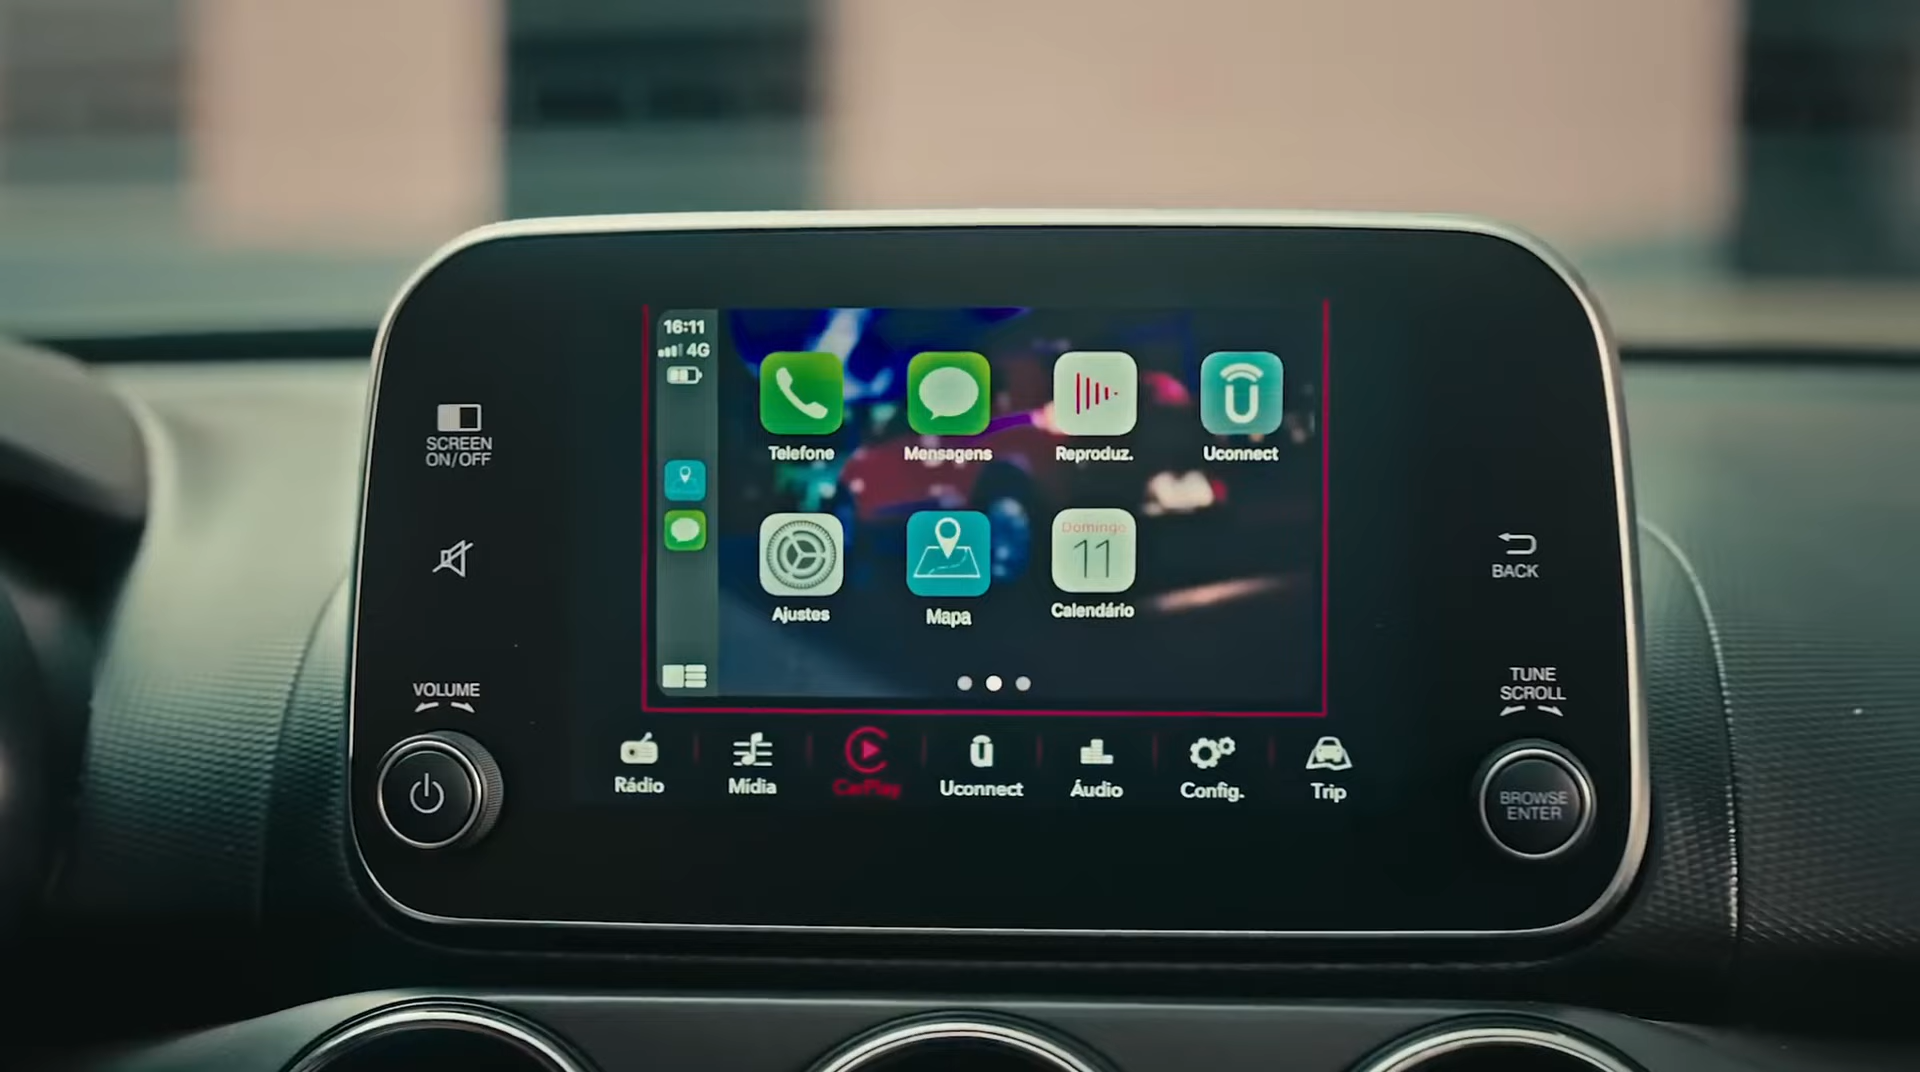 16:11
4G
Telefone
Mensagens
Reproduz.
Uconnect
Domingo
11
Ajustes
Mapa
Calendário
SCREEN
ON/OFF
BACK
VOLUME
TUNE
SCROLL
Rádio
Mídia
CarPlay
Uconnect
Áudio
Config.
Trip
BROWSE
ENTER